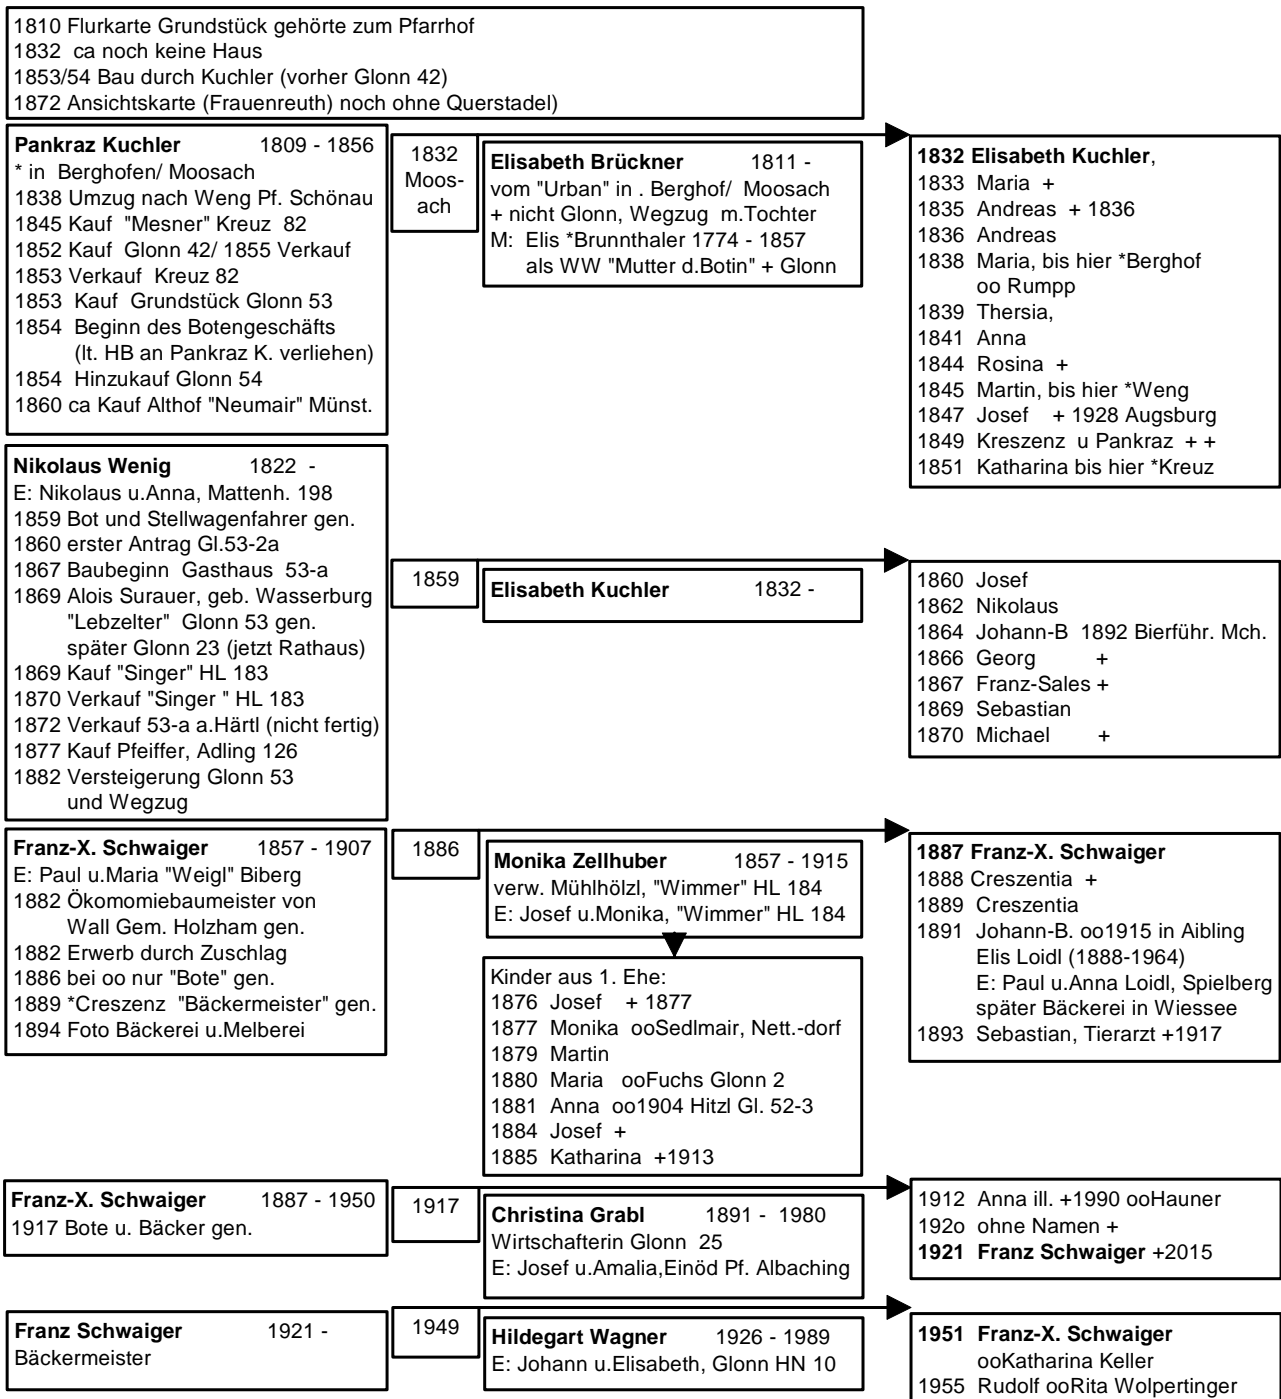 1810 Flurkarte Grundstück gehörte zum Pfarrhof
1832 ca noch keine Haus
1853/54 Bau durch Kuchler (vorher Glonn 42)
1872 Ansichtskarte (Frauenreuth) noch ohne Querstadel)
Pankraz Kuchler 1809 - 1856
* in Berghofen/ Moosach
1838 Umzug nach Weng Pf. Schönau
1845 Kauf "Mesner" Kreuz 82
1852 Kauf Glonn 42/ 1855 Verkauf
1853 Verkauf Kreuz 82
1853 Kauf Grundstück Glonn 53
1854 Beginn des Botengeschäfts
(lt. HB an Pankraz K. verliehen)
1854 Hinzukauf Glonn 54
1860 ca Kauf Althof "Neumair" Münst.
1832
Moos-
ach
Elisabeth Brückner 1811 -
vom "Urban" in . Berghof/ Moosach
+ nicht Glonn, Wegzug m.Tochter
M: Elis *Brunnthaler 1774 - 1857
als WW "Mutter d.Botin" + Glonn
1832 Elisabeth Kuchler,
1833 Maria +
1835 Andreas + 1836
1836 Andreas
1838 Maria, bis hier *Berghof
oo Rumpp
1839 Thersia,
1841 Anna
1844 Rosina +
1845 Martin, bis hier *Weng
1847 Josef + 1928 Augsburg
1849 Kreszenz u Pankraz + +
1851 Katharina bis hier *Kreuz
Nikolaus Wenig 1822 -
E: Nikolaus u.Anna, Mattenh. 198
1859 Bot und Stellwagenfahrer gen.
1860 erster Antrag Gl.53-2a
1867 Baubeginn Gasthaus 53-a
1869 Alois Surauer, geb. Wasserburg
"Lebzelter" Glonn 53 gen.
später Glonn 23 (jetzt Rathaus)
1869 Kauf "Singer" HL 183
1870 Verkauf "Singer " HL 183
1872 Verkauf 53-a a.Härtl (nicht fertig)
1877 Kauf Pfeiffer, Adling 126
1882 Versteigerung Glonn 53
und Wegzug
1859
Elisabeth Kuchler 1832 -
1860 Josef
1862 Nikolaus
1864 Johann-B 1892 Bierführ. Mch.
1866 Georg +
1867 Franz-Sales +
1869 Sebastian
1870 Michael +
Franz-X. Schwaiger 1857 - 1907
E: Paul u.Maria "Weigl" Biberg
1882 Ökomomiebaumeister von
Wall Gem. Holzham gen.
1882 Erwerb durch Zuschlag
1886 bei oo nur "Bote" gen.
1889 *Creszenz "Bäckermeister" gen.
1894 Foto Bäckerei u.Melberei
1886
Monika Zellhuber 1857 - 1915
verw. Mühlhölzl, "Wimmer" HL 184
E: Josef u.Monika, "Wimmer" HL 184
Kinder aus 1. Ehe:
1876 Josef + 1877
1877 Monika ooSedlmair, Nett.-dorf
1879 Martin
1880 Maria ooFuchs Glonn 2
1881 Anna oo1904 Hitzl Gl. 52-3
1884 Josef +
1885 Katharina +1913
1887 Franz-X. Schwaiger
1888 Creszentia +
1889 Creszentia
1891 Johann-B. oo1915 in Aibling
Elis Loidl (1888-1964)
E: Paul u.Anna Loidl, Spielberg
später Bäckerei in Wiessee
1893 Sebastian, Tierarzt +1917
Franz-X. Schwaiger 1887 - 1950
1917 Bote u. Bäcker gen.
1917
Christina Grabl 1891 - 1980
Wirtschafterin Glonn 25
E: Josef u.Amalia,Einöd Pf. Albaching
1912 Anna ill. +1990 ooHauner
192o ohne Namen +
1921 Franz Schwaiger +2015
Franz Schwaiger 1921 -
Bäckermeister
1949
Hildegart Wagner 1926 - 1989
E: Johann u.Elisabeth, Glonn HN 10
1951 Franz-X. Schwaiger
ooKatharina Keller
1955 Rudolf ooRita Wolpertinger